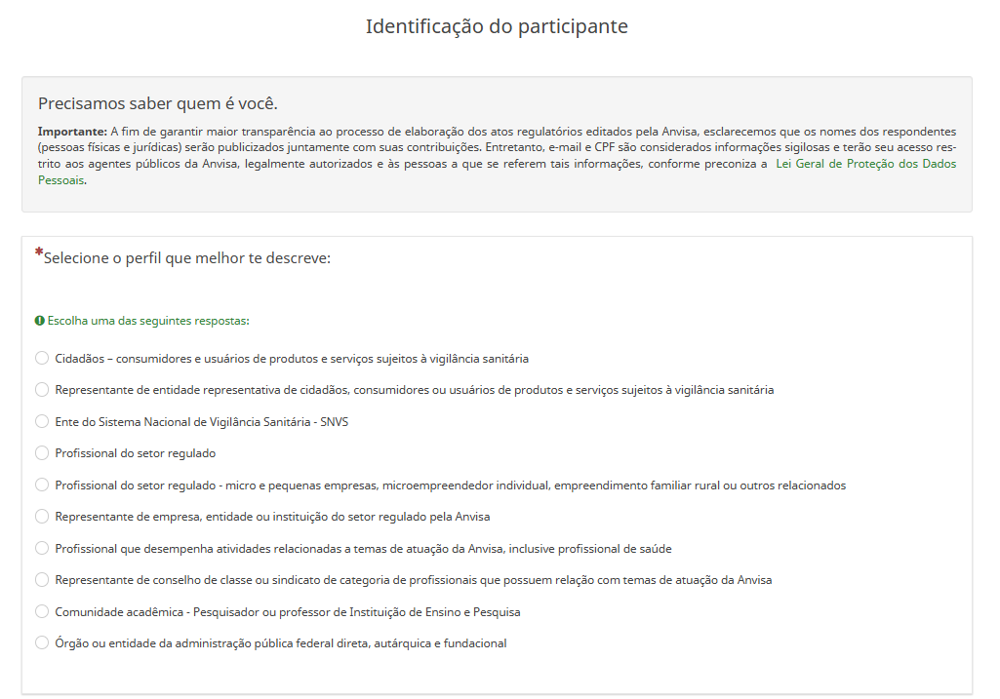 Identificação do participante
Precisamos saber quem é você.
Importante: A fim de garantir maior transparência ao processo de elaboração dos atos regulatórios editados pela Anvisa, esclarecemos que os nomes dos respondentes
(pessoas físicas e jurídicas) serão publicizados juntamente com suas contribuições. Entretanto, e-mail e CPF são considerados informações sigilosas e terão seu acesso res-
trito aos agentes públicos da Anvisa, legalmente autorizados e às pessoas a que se referem tais informações, conforme preconiza a Lei Geral de Proteção dos Dados
Pessoais.
*Selecione o perfil que melhor te descreve:
Escolha uma das seguintes respostas:
Cidadãos – consumidores e usuários de produtos e serviços sujeitos à vigilância sanitária
Representante de entidade representativa de cidadãos, consumidores ou usuários de produtos e serviços sujeitos à vigilância sanitária
Ente do Sistema Nacional de Vigilância Sanitária - SNVS
Profissional do setor regulado
Profissional do setor regulado - micro e pequenas empresas, microempreendedor individual, empreendimento familiar rural ou outros relacionados
Representante de empresa, entidade ou instituição do setor regulado pela Anvisa
Profissional que desempenha atividades relacionadas a temas de atuação da Anvisa, inclusive profissional de saúde
Representante de conselho de classe ou sindicato de categoria de profissionais que possuem relação com temas de atuação da Anvisa
Comunidade acadêmica - Pesquisador ou professor de Instituição de Ensino e Pesquisa
Órgão ou entidade da administração pública federal direta, autárquica e fundacional